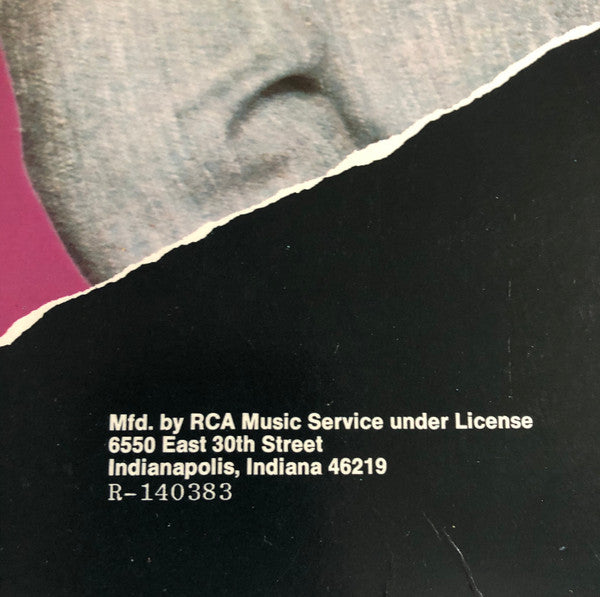 Mfd. by RCA Music Service under License
6550 East 30th Street
Indianapolis, Indiana 46219
R-140383